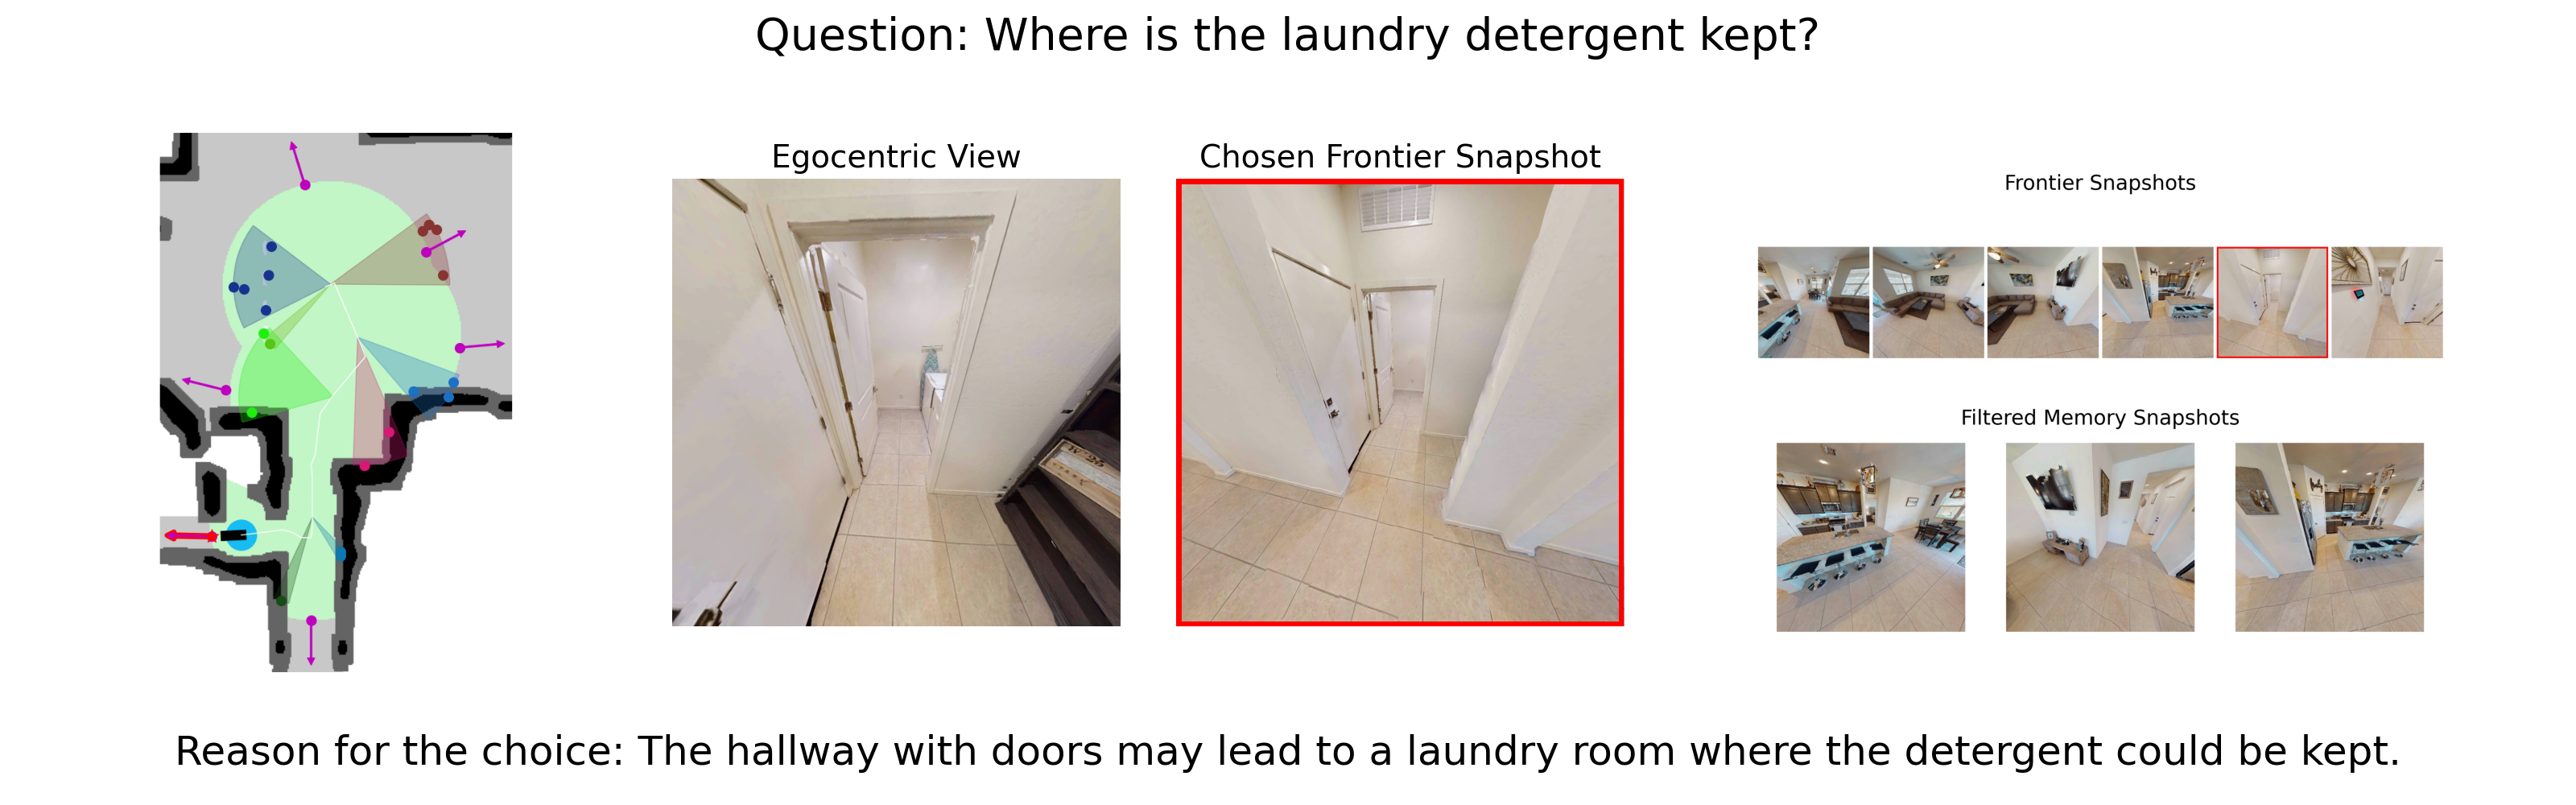 Question: Where is the laundry detergent kept?
Egocentric View
Chosen Frontier Snapshot
Frontier Snapshots
Filtered Memory Snapshots
Reason for the choice: The hallway with doors may lead to a laundry room where the detergent could be kept.